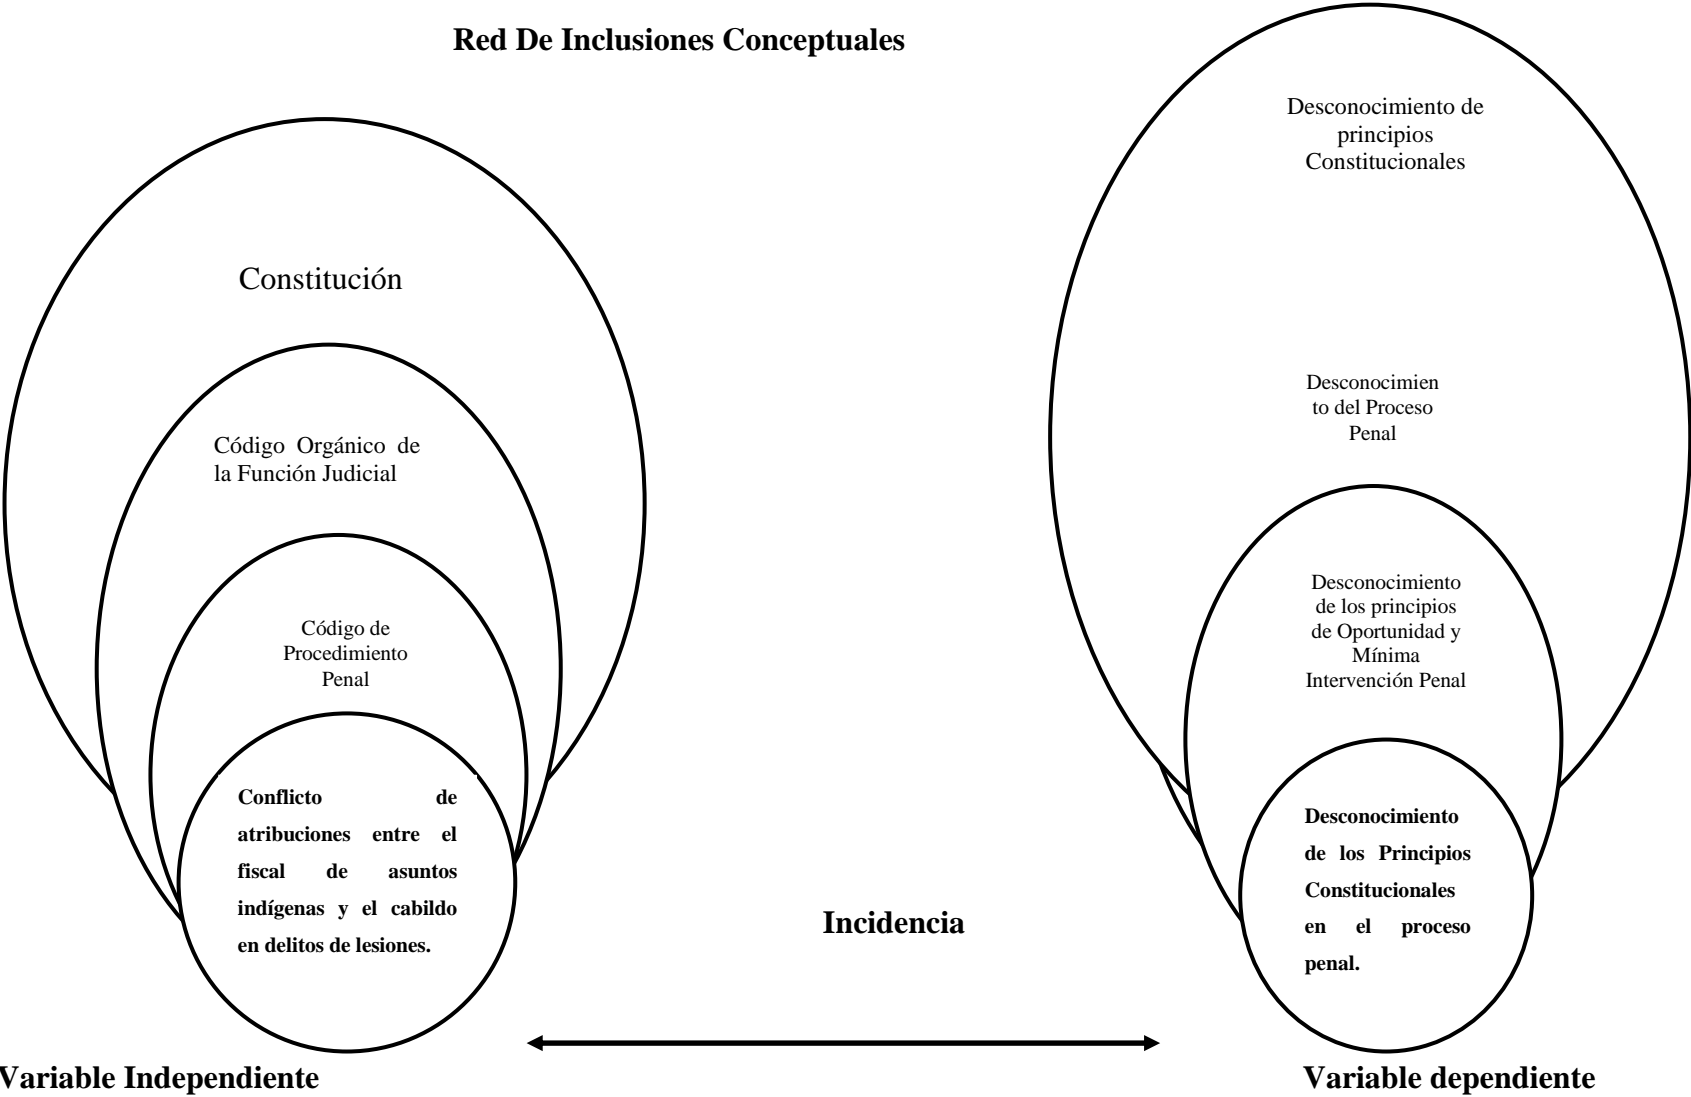 Red De Inclusiones Conceptuales
Constitución
Código Orgánico de
la Función Judicial
Código de
Procedimiento
Penal
Conflicto de
atribuciones entre el
fiscal de asuntos
indígenas y el cabildo
en delitos de lesiones.
Desconocimiento de
principios
Constitucionales
Desconocimien
to del Proceso
Penal
Desconocimiento
de los principios
de Oportunidad y
Mínima
Intervención Penal
Desconocimiento
de los Principios
Constitucionales
en el proceso
penal.
Incidencia
Variable Independiente
Variable dependiente